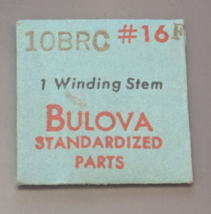 10BRC #16F
1 Winding Stem
BULOVA
STANDARDIZED
PARTS